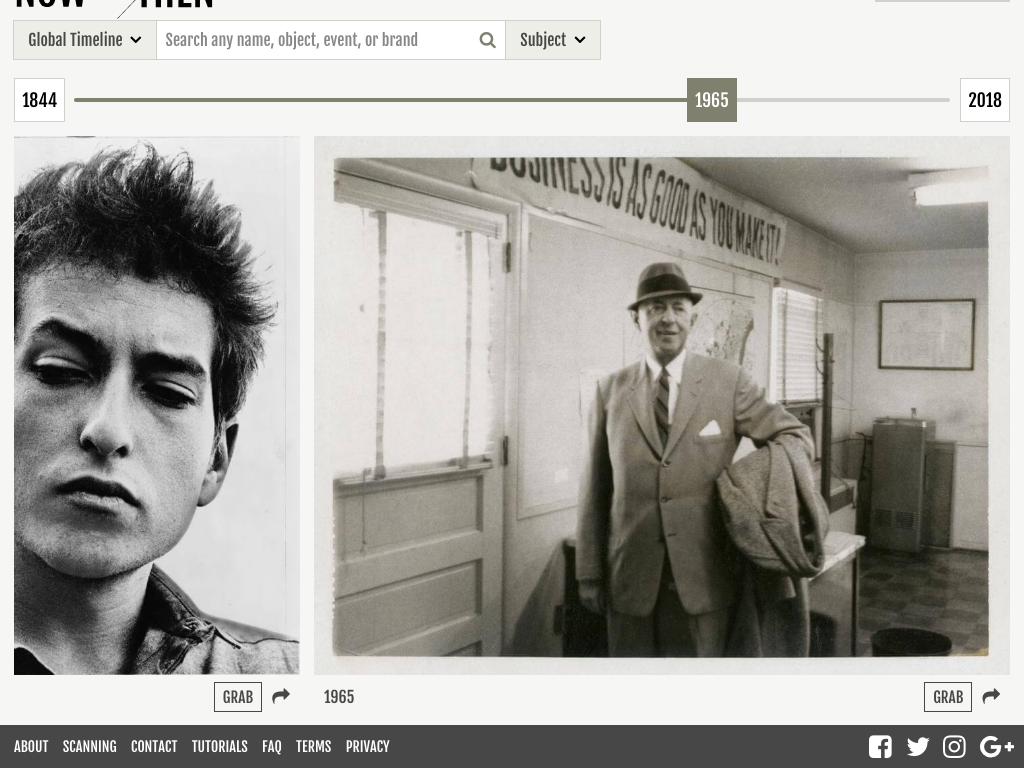 NOW THEN
Global Timeline
Search any name, object, event, or brand
Subject
1844
1965
2018
BUSINESS IS AS GOOD AS YOU MAKE IT!
GRAB
1965
GRAB
ABOUT SCANNING CONTACT TUTORIALS FAQ TERMS PRIVACY